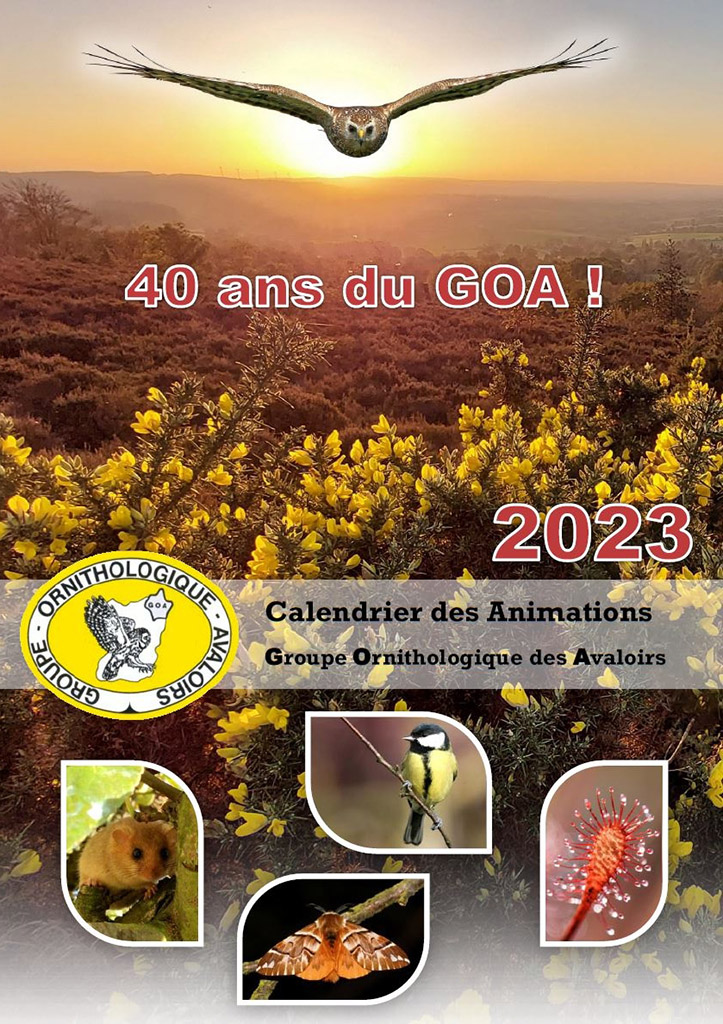 40 ans du GOA !
2023
GROUPE - ORNITHOLOGIQUE - AVALOIRS
GOA
Calendrier des Animations
Groupe Ornithologique des Avaloirs